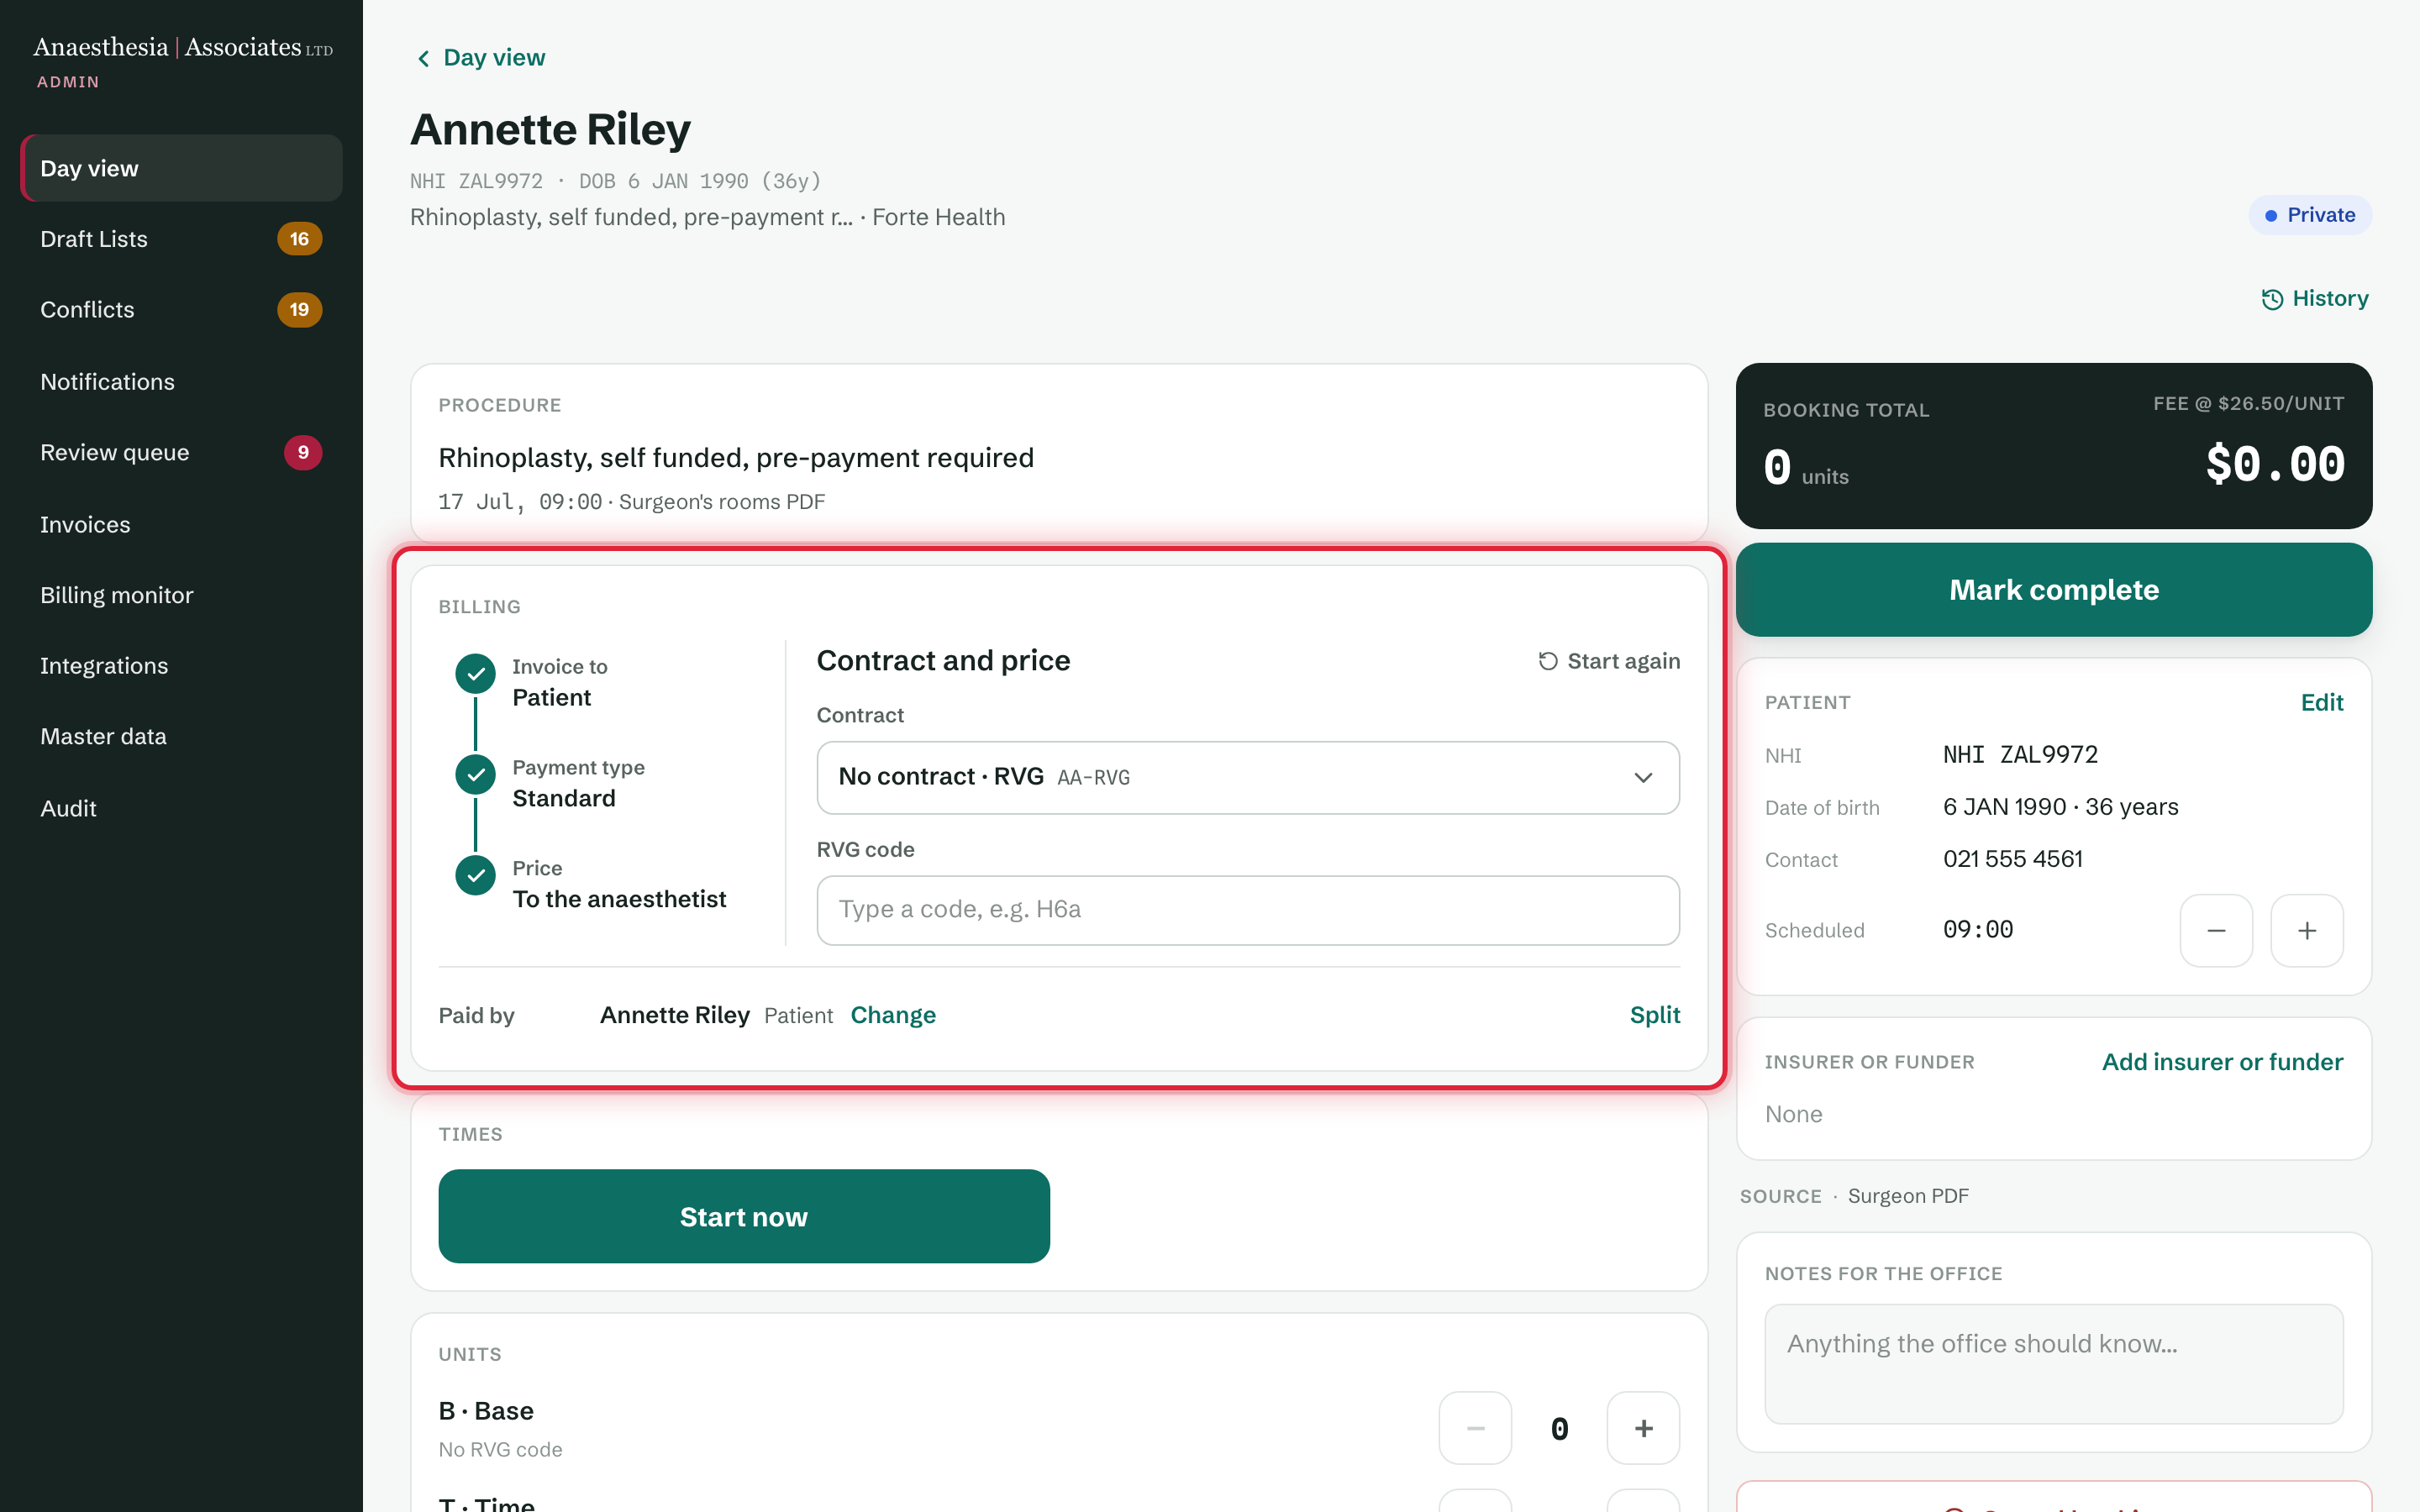 Anaesthesia | Associates LTD
ADMIN
Day view
Draft Lists 16
Conflicts 19
Notifications
Review queue 9
Invoices
Billing monitor
Integrations
Master data
Audit
Day view
Annette Riley
NHI ZAL9972 · DOB 6 JAN 1990 (36y)
Rhinoplasty, self funded, pre-payment r... · Forte Health
Private
History
PROCEDURE
Rhinoplasty, self funded, pre-payment required
17 Jul, 09:00 · Surgeon's rooms PDF
BILLING
Invoice to
Patient
Payment type
Standard
Price
To the anaesthetist
Contract and price
Start again
Contract
No contract · RVG AA-RVG
RVG code
Type a code, e.g. H6a
Paid by Annette Riley Patient Change Split
TIMES
Start now
UNITS
B · Base
No RVG code
0
T · Time
BOOKING TOTAL
FEE @ $26.50/UNIT
0 units
$0.00
Mark complete
PATIENT Edit
NHI NHI ZAL9972
Date of birth 6 JAN 1990 · 36 years
Contact 021 555 4561
Scheduled 09:00
INSURER OR FUNDER Add insurer or funder
None
SOURCE · Surgeon PDF
NOTES FOR THE OFFICE
Anything the office should know...